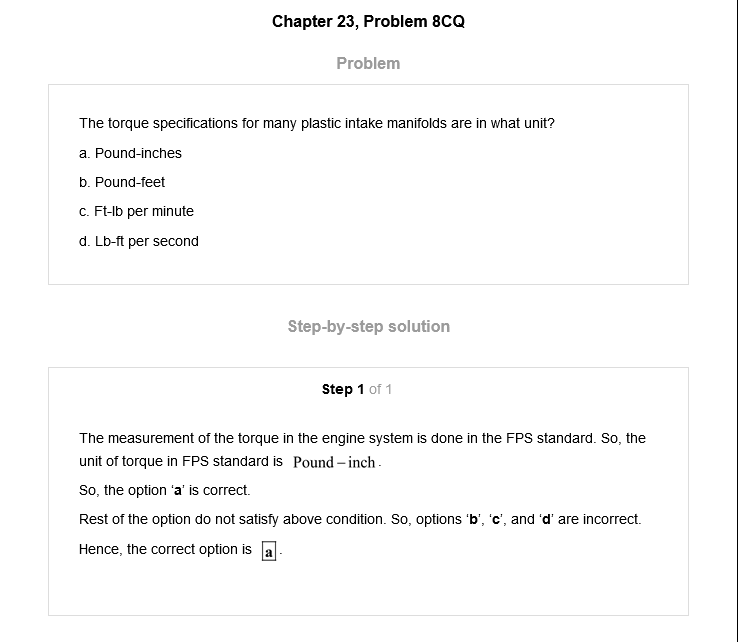 Chapter 23, Problem 8CQ
Problem
The torque specifications for many plastic intake manifolds are in what unit?
a. Pound-inches
b. Pound-feet
c. Ft-lb per minute
d. Lb-ft per second
Step-by-step solution
Step 1 of 1
The measurement of the torque in the engine system is done in the FPS standard. So, the
unit of torque in FPS standard is Pound – inch.
So, the option ‘a’ is correct.
Rest of the option do not satisfy above condition. So, options ‘b’, ‘c’, and ‘d’ are incorrect.
Hence, the correct option is a.